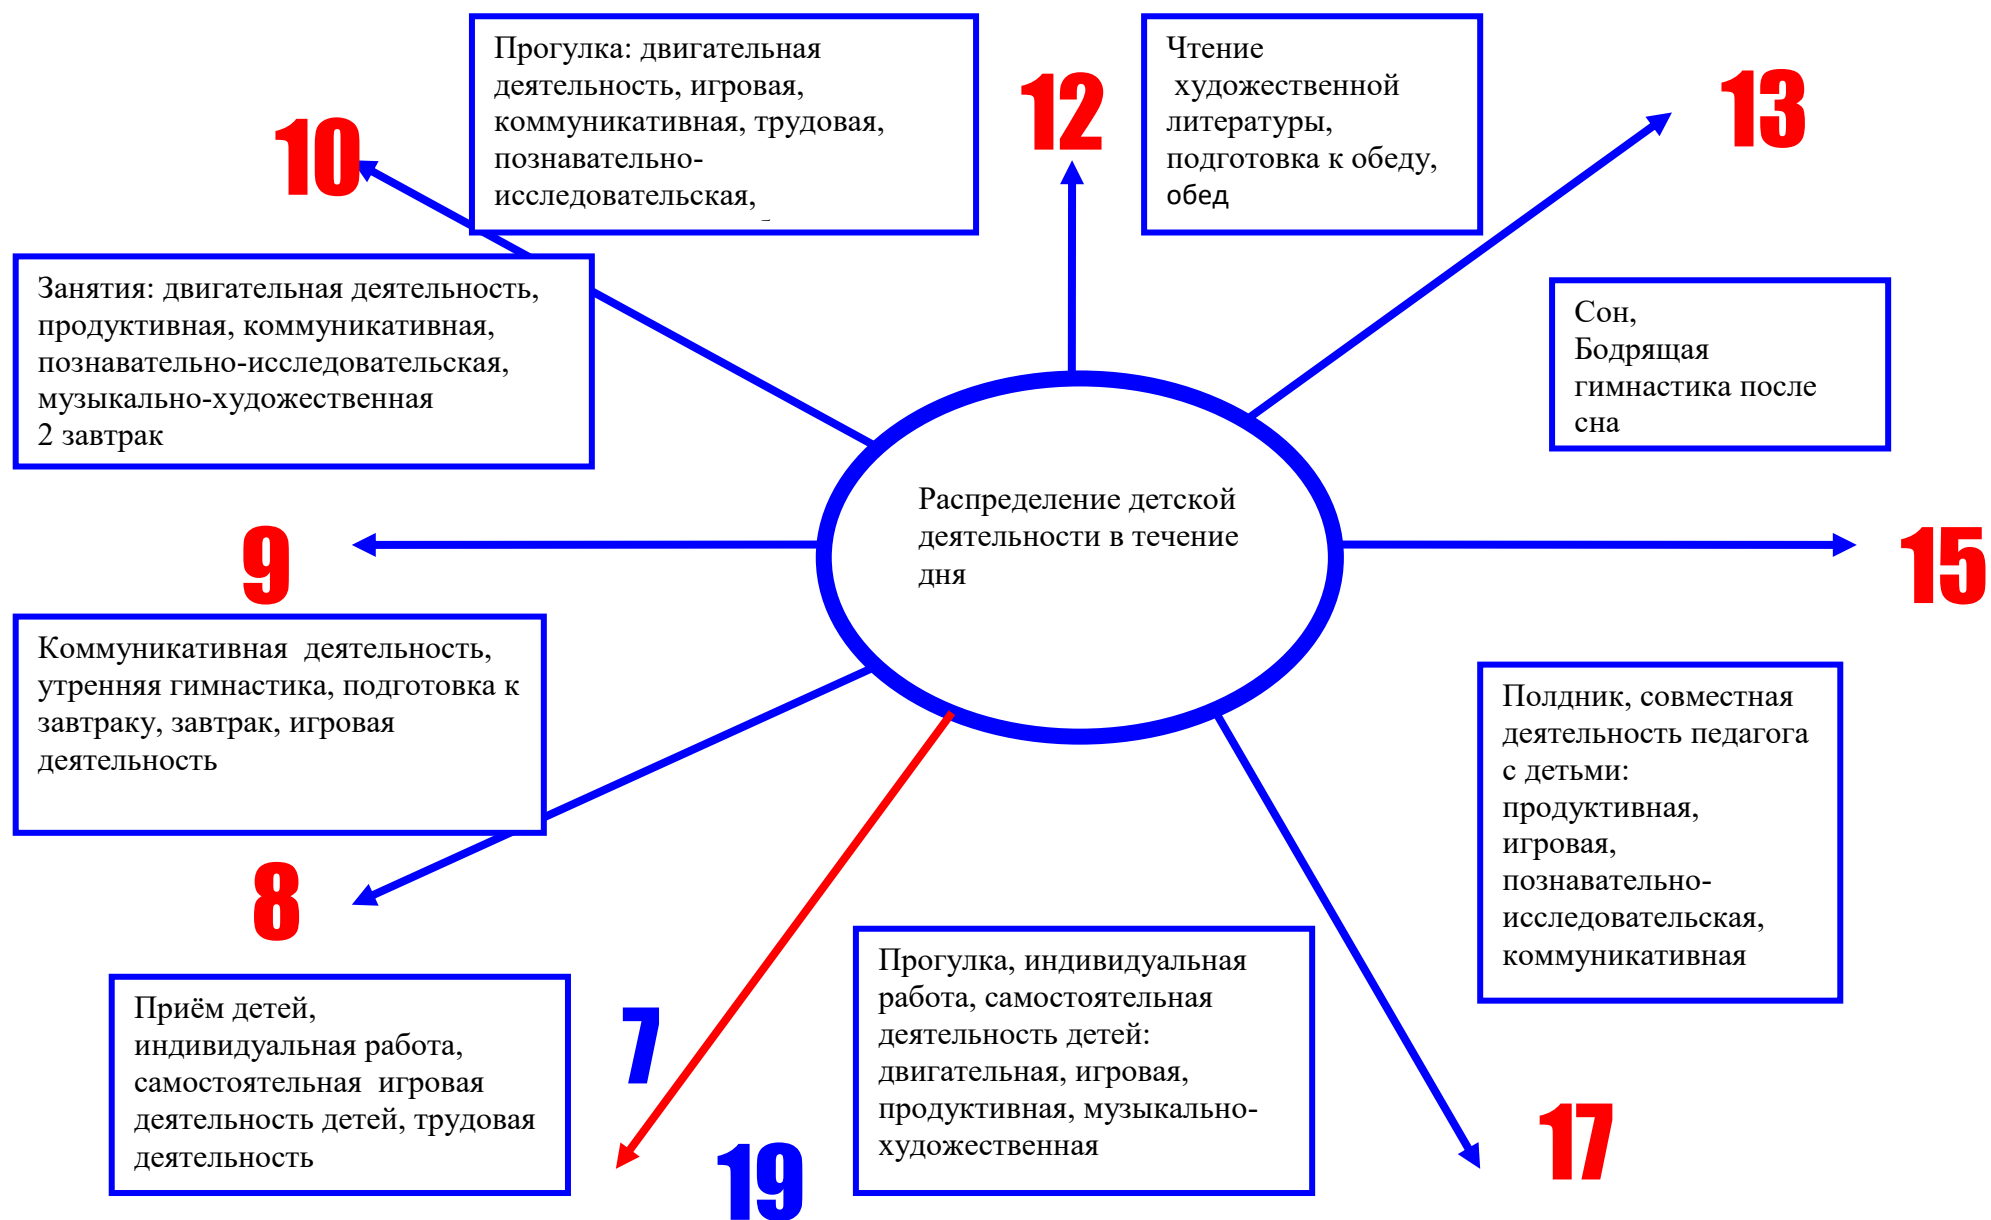 Прогулка: двигательная
деятельность, игровая,
коммуникативная, трудовая,
познавательно-
исследовательская,
12
Чтение
художественной
литературы,
подготовка к обеду,
обед
13
10
Занятия: двигательная деятельность,
продуктивная, коммуникативная,
познавательно-исследовательская,
музыкально-художественная
2 завтрак
Сон,
Бодрящая
гимнастика после
сна
Распределение детской
деятельности в течение
дня
9
15
Коммуникативная деятельность,
утренняя гимнастика, подготовка к
завтраку, завтрак, игровая
деятельность
Полдник, совместная
деятельность педагога
с детьми:
продуктивная,
игровая,
познавательно-
исследовательская,
коммуникативная
8
Приём детей,
индивидуальная работа,
самостоятельная игровая
деятельность детей, трудовая
деятельность
7
19
Прогулка, индивидуальная
работа, самостоятельная
деятельность детей:
двигательная, игровая,
продуктивная, музыкально-
художественная
17